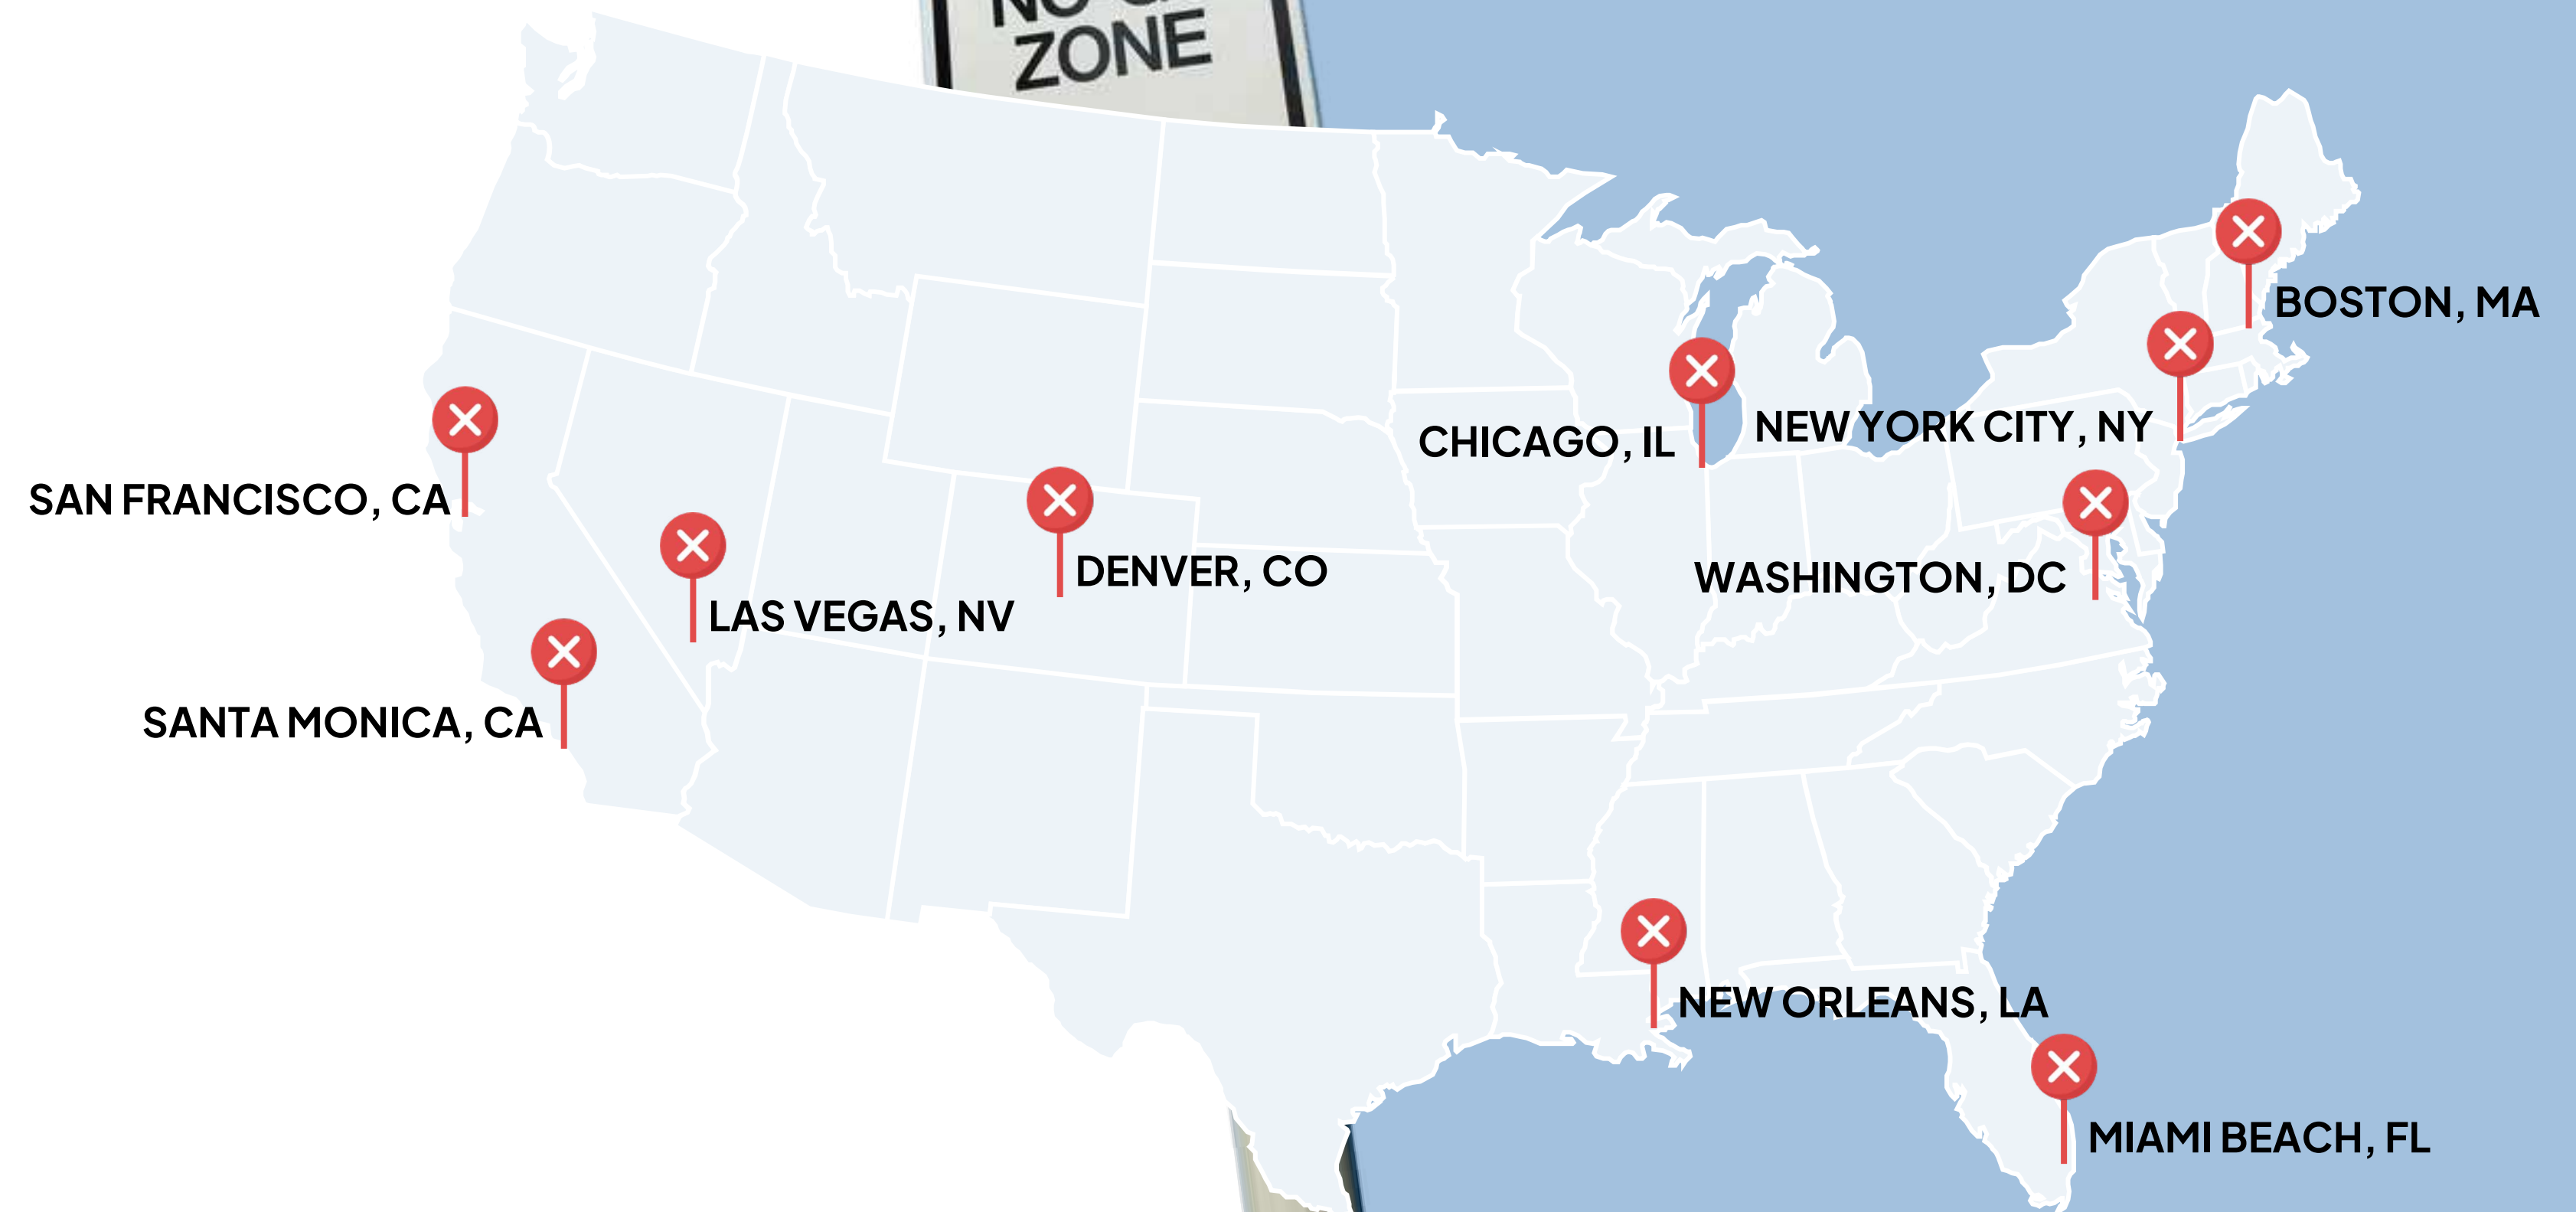 ZONE
BOSTON, MA
CHICAGO, IL
NEW YORK CITY, NY
SAN FRANCISCO, CA
DENVER, CO
WASHINGTON, DC
LAS VEGAS, NV
SANTA MONICA, CA
NEW ORLEANS, LA
MIAMI BEACH, FL